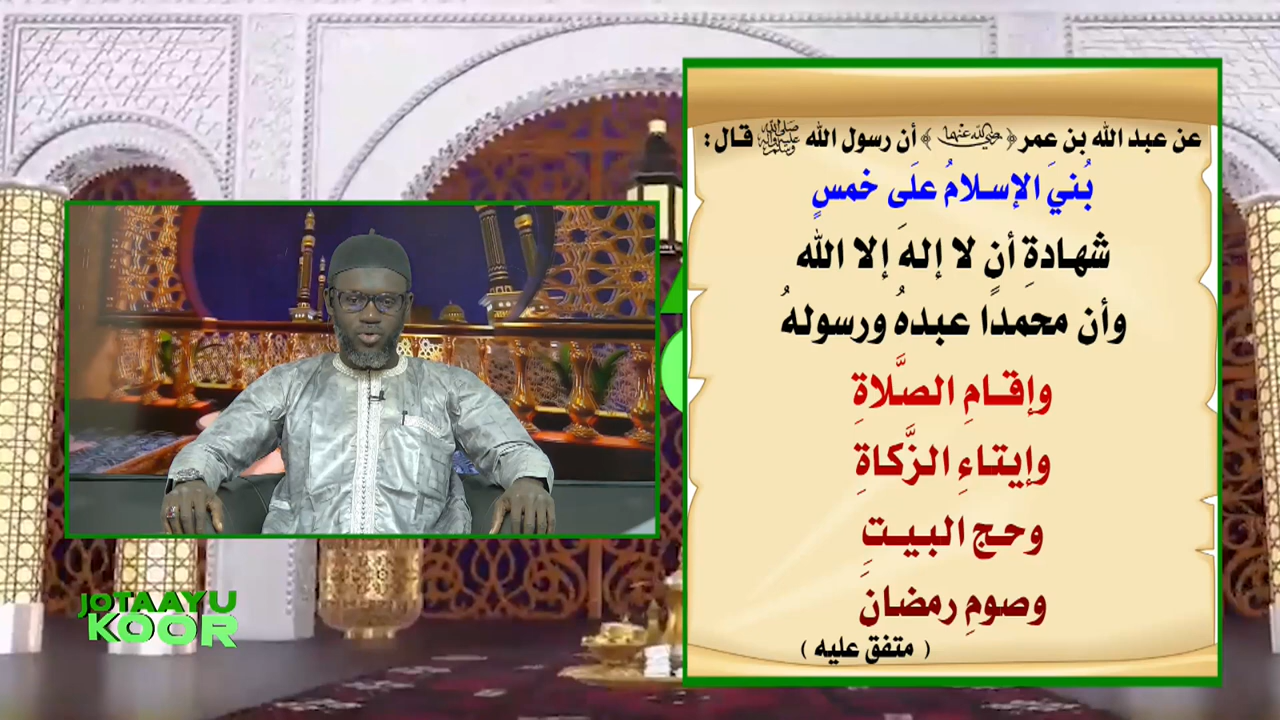 عن عبد الله بن عمر ﴿رضي الله عنهما﴾ أن رسول الله ﷺ قال :
بُنيَ الإسلامُ علَى خمسٍ
شهادةِ أن لا إلهَ إلا الله
وأن محمدًا عبدهُ ورسولهُ
وإقامِ الصَّلاةِ
وإيتاءِ الزَّكاةِ
وحج البيتِ
وصومِ رمضانَ
( متفق عليه )
JOTAAYU
KOOR